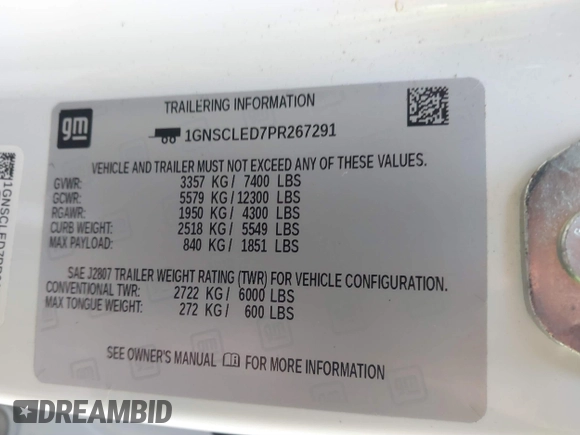 gm
TRAILERING INFORMATION
1GNSCLED7PR267291
VEHICLE AND TRAILER MUST NOT EXCEED ANY OF THESE VALUES.
GVWR: 3357 KG / 7400 LBS
GCWR: 5579 KG / 12300 LBS
RGAWR: 1950 KG / 4300 LBS
CURB WEIGHT: 2518 KG / 5549 LBS
MAX PAYLOAD: 840 KG / 1851 LBS
SAE J2807 TRAILER WEIGHT RATING (TWR) FOR VEHICLE CONFIGURATION.
CONVENTIONAL TWR: 2722 KG / 6000 LBS
MAX TONGUE WEIGHT: 272 KG / 600 LBS
SEE OWNER'S MANUAL FOR MORE INFORMATION
DREAMBID